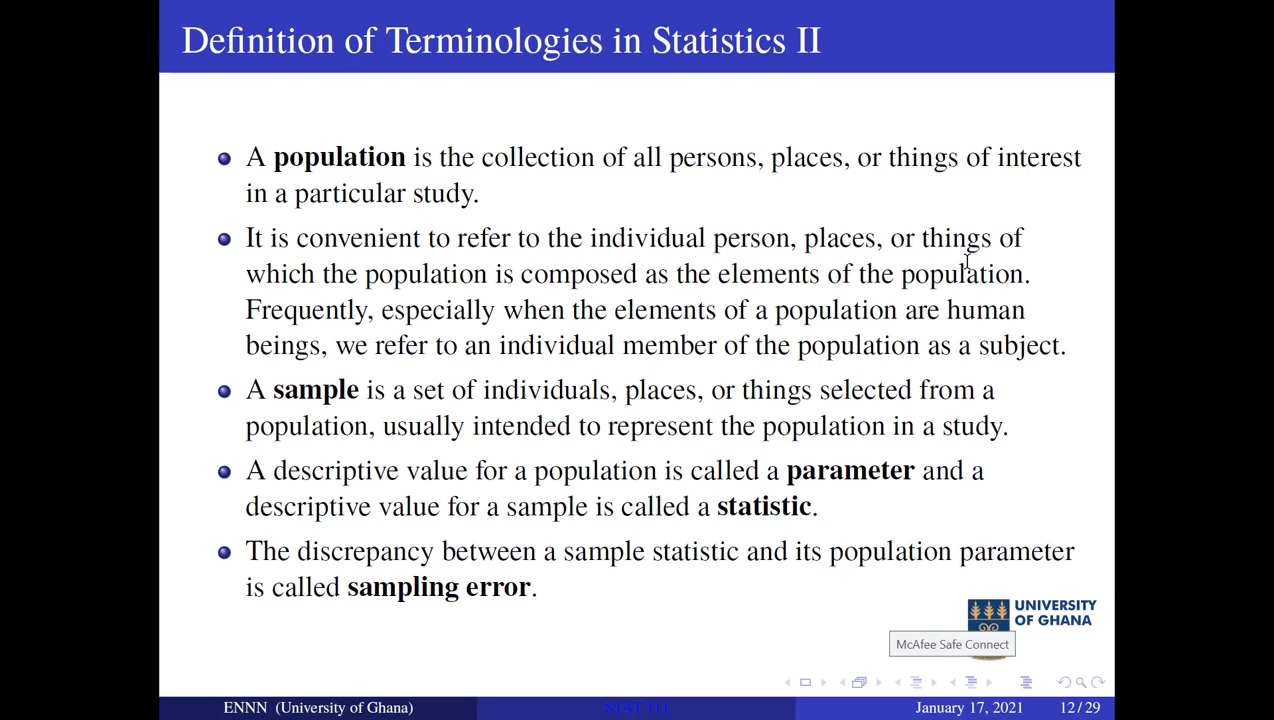 Definition of Terminologies in Statistics II
A population is the collection of all persons, places, or things of interest
in a particular study.
It is convenient to refer to the individual person, places, or things of
which the population is composed as the elements of the population.
Frequently, especially when the elements of a population are human
beings, we refer to an individual member of the population as a subject.
A sample is a set of individuals, places, or things selected from a
population, usually intended to represent the population in a study.
A descriptive value for a population is called a parameter and a
descriptive value for a sample is called a statistic.
The discrepancy between a sample statistic and its population parameter
is called sampling error.
UNIVERSITY
OF GHANA
McAfee Safe Connect
ENNN (University of Ghana)
STAT 111
January 17, 2021
12 / 29